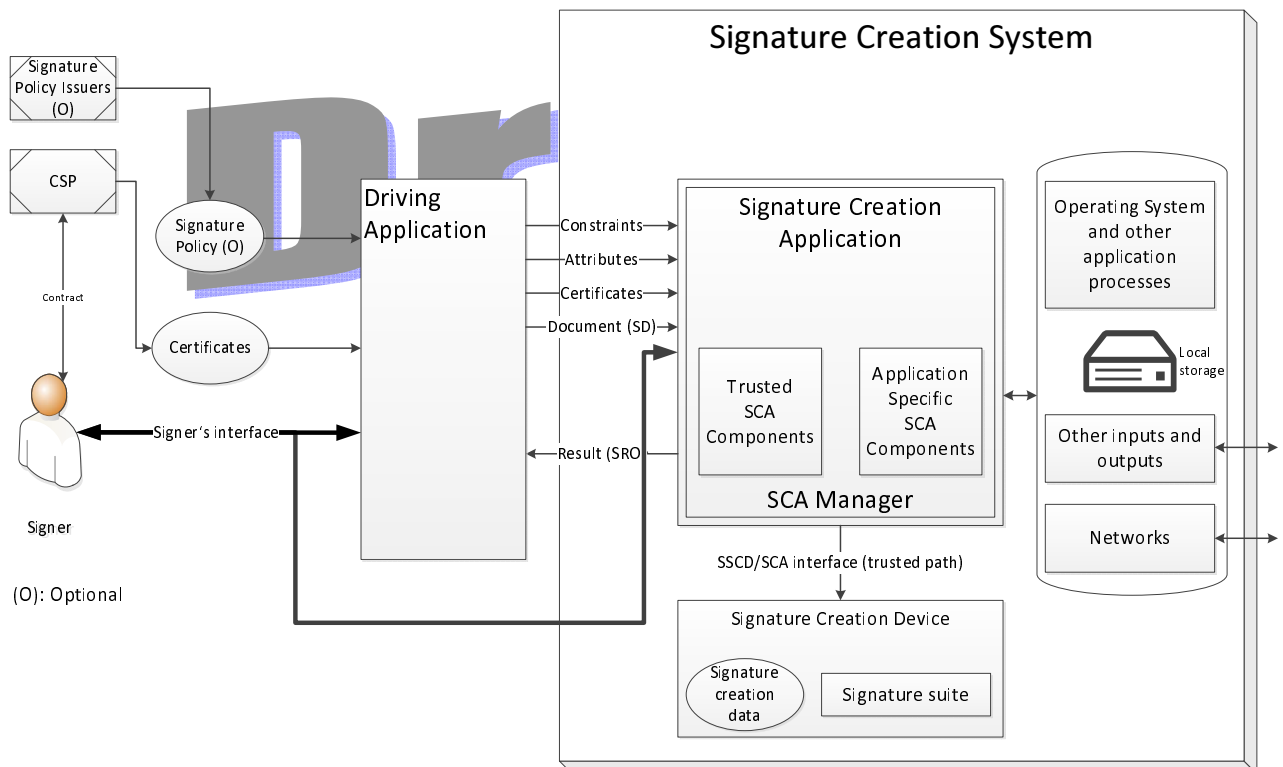 Signature Creation System
Signature
Policy Issuers
(O)
CSP
Contract
Signature
Policy (O)
Certificates
Signer's interface
Signer
(O): Optional
Driving
Application
Constraints
Attributes
Certificates
Document (SD)
Result (SRO
Signature Creation
Application
Trusted
SCA
Components
Application
Specific
SCA
Components
SCA Manager
SSCD/SCA interface (trusted path)
Signature Creation Device
Signature
creation
data
Signature suite
Operating System
and other
application
processes
Local
storage
Other inputs and
outputs
Networks